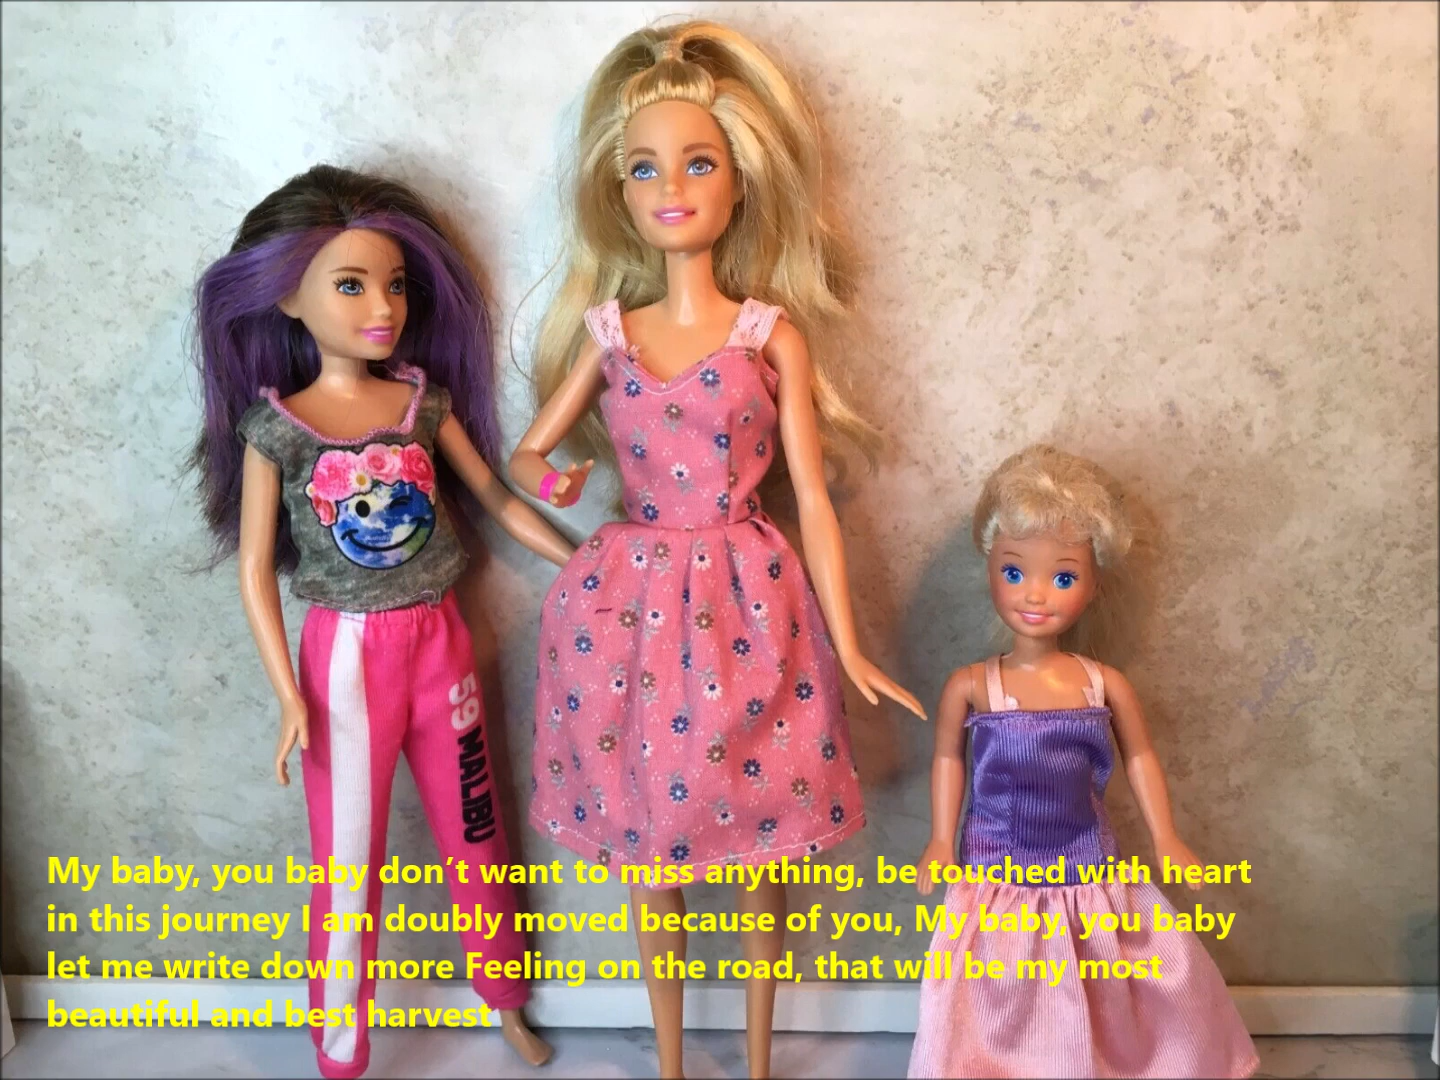 59 MALIBU
My baby, you baby don’t want to miss anything, be touched with heart
in this journey I am doubly moved because of you, My baby, you baby
let me write down more Feeling on the road, that will be my most
beautiful and best harvest